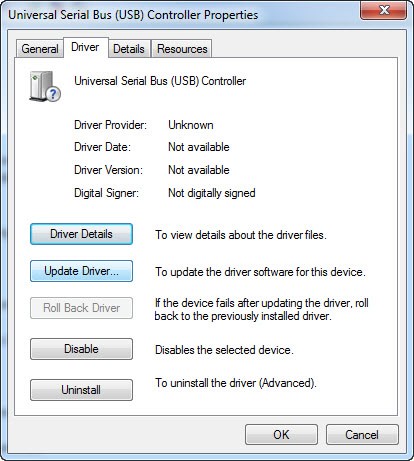 Universal Serial Bus (USB) Controller Properties
General Driver Details Resources
Universal Serial Bus (USB) Controller
Driver Provider: Unknown
Driver Date: Not available
Driver Version: Not available
Digital Signer: Not digitally signed
Driver Details To view details about the driver files.
Update Driver... To update the driver software for this device.
Roll Back Driver If the device fails after updating the driver, roll
back to the previously installed driver.
Disable Disables the selected device.
Uninstall To uninstall the driver (Advanced).
OK Cancel